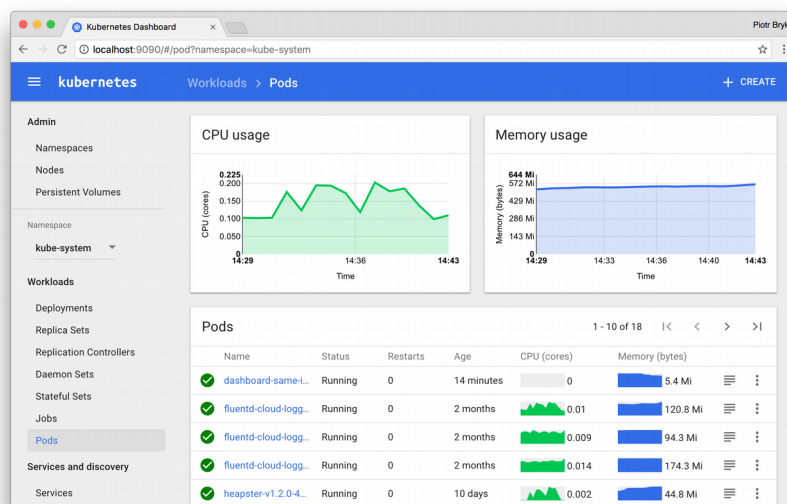 Kubernetes Dashboard
Piotr Bryk
localhost:9090/#/pod?namespace=kube-system
kubernetes
Workloads > Pods
+ CREATE
Admin
Namespaces
Nodes
Persistent Volumes
Namespace
kube-system
Workloads
Deployments
Replica Sets
Replication Controllers
Daemon Sets
Stateful Sets
Jobs
Pods
Services and discovery
Services
CPU usage
CPU (cores)
0.225
0.200
0.150
0.100
0.050
0
14:29 14:36 14:43
Time
Memory usage
Memory (bytes)
644 Mi
572 Mi
429 Mi
286 Mi
143 Mi
0
14:29 14:33 14:36 14:40 14:43
Time
Pods
1 - 10 of 18
Name Status Restarts Age CPU (cores) Memory (bytes)
dashboard-same-i... Running 0 14 minutes 0 5.4 Mi
fluentd-cloud-logg... Running 0 2 months 0.01 120.8 Mi
fluentd-cloud-logg... Running 0 2 months 0.009 94.3 Mi
fluentd-cloud-logg... Running 0 2 months 0.014 174.3 Mi
heapster-v1.2.0-4... Running 0 10 days 0.002 44.8 Mi